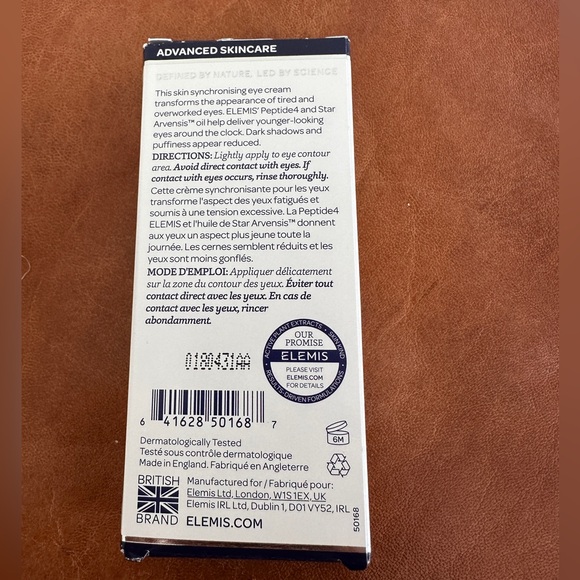 ADVANCED SKINCARE
DEFINED BY NATURE, LED BY SCIENCE
This skin synchronising eye cream
transforms the appearance of tired and
overworked eyes. ELEMIS' Peptide4 and Star
Arvensis™ oil help deliver younger-looking
eyes around the clock. Dark shadows and
puffiness appear reduced.
DIRECTIONS: Lightly apply to eye contour
area. Avoid direct contact with eyes. If
contact with eyes occurs, rinse thoroughly.
Cette crème synchronisante pour les yeux
transforme l'aspect des yeux fatigués et
soumis à une tension excessive. La Peptide4
ELEMIS et l'huile de Star Arvensis™ donnent
aux yeux un aspect plus jeune toute la
journée. Les cernes semblent réduits et les
yeux sont moins gonflés.
MODE D'EMPLOI: Appliquer délicatement
sur la zone du contour des yeux. Éviter tout
contact direct avec les yeux. En cas de
contact avec les yeux, rincer
abondamment.
ACTIVE PLANT EXTRACTS • SKIN KIND
• RESULTS-DRIVEN FORMULATIONS •
OUR
PROMISE
ELEMIS
PLEASE VISIT
ELEMIS.COM
FOR DETAILS
0180431AA
6 41628 50168 7
6M
Dermatologically Tested
Testé sous contrôle dermatologique
Made in England. Fabriqué en Angleterre
BRITISH
BRAND
Manufactured for / Fabriqué pour:
Elemis Ltd, London, W1S 1EX, UK
Elemis IRL Ltd, Dublin 1, D01 VY52, IRL
ELEMIS.COM
50168